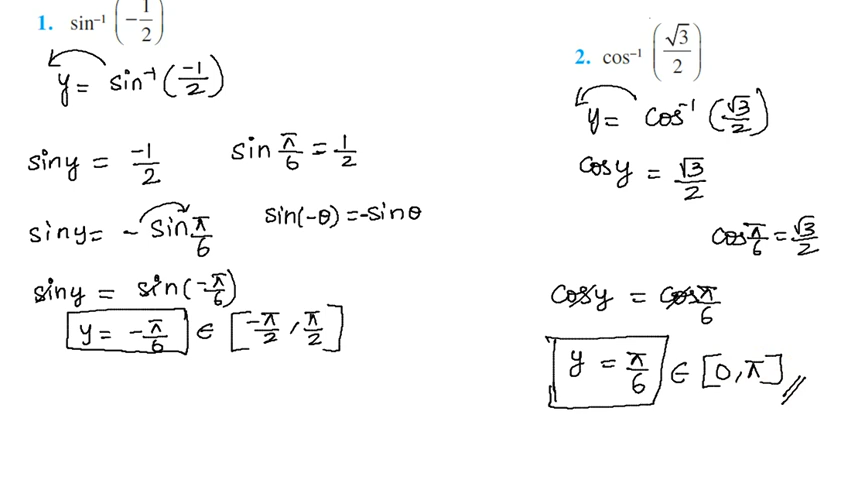 1. sin⁻¹ (-1/2)
y = sin⁻¹ (-1/2)
sin y = -1/2    sin π/6 = 1/2
sin y = - sin π/6    sin(-θ) = -sin θ
sin y = sin(-π/6)
y = -π/6 ∈ [-π/2, π/2]
2. cos⁻¹ (√3/2)
y = cos⁻¹ (√3/2)
cos y = √3/2
cos π/6 = √3/2
cos y = cos π/6
y = π/6 ∈ [0, π] //